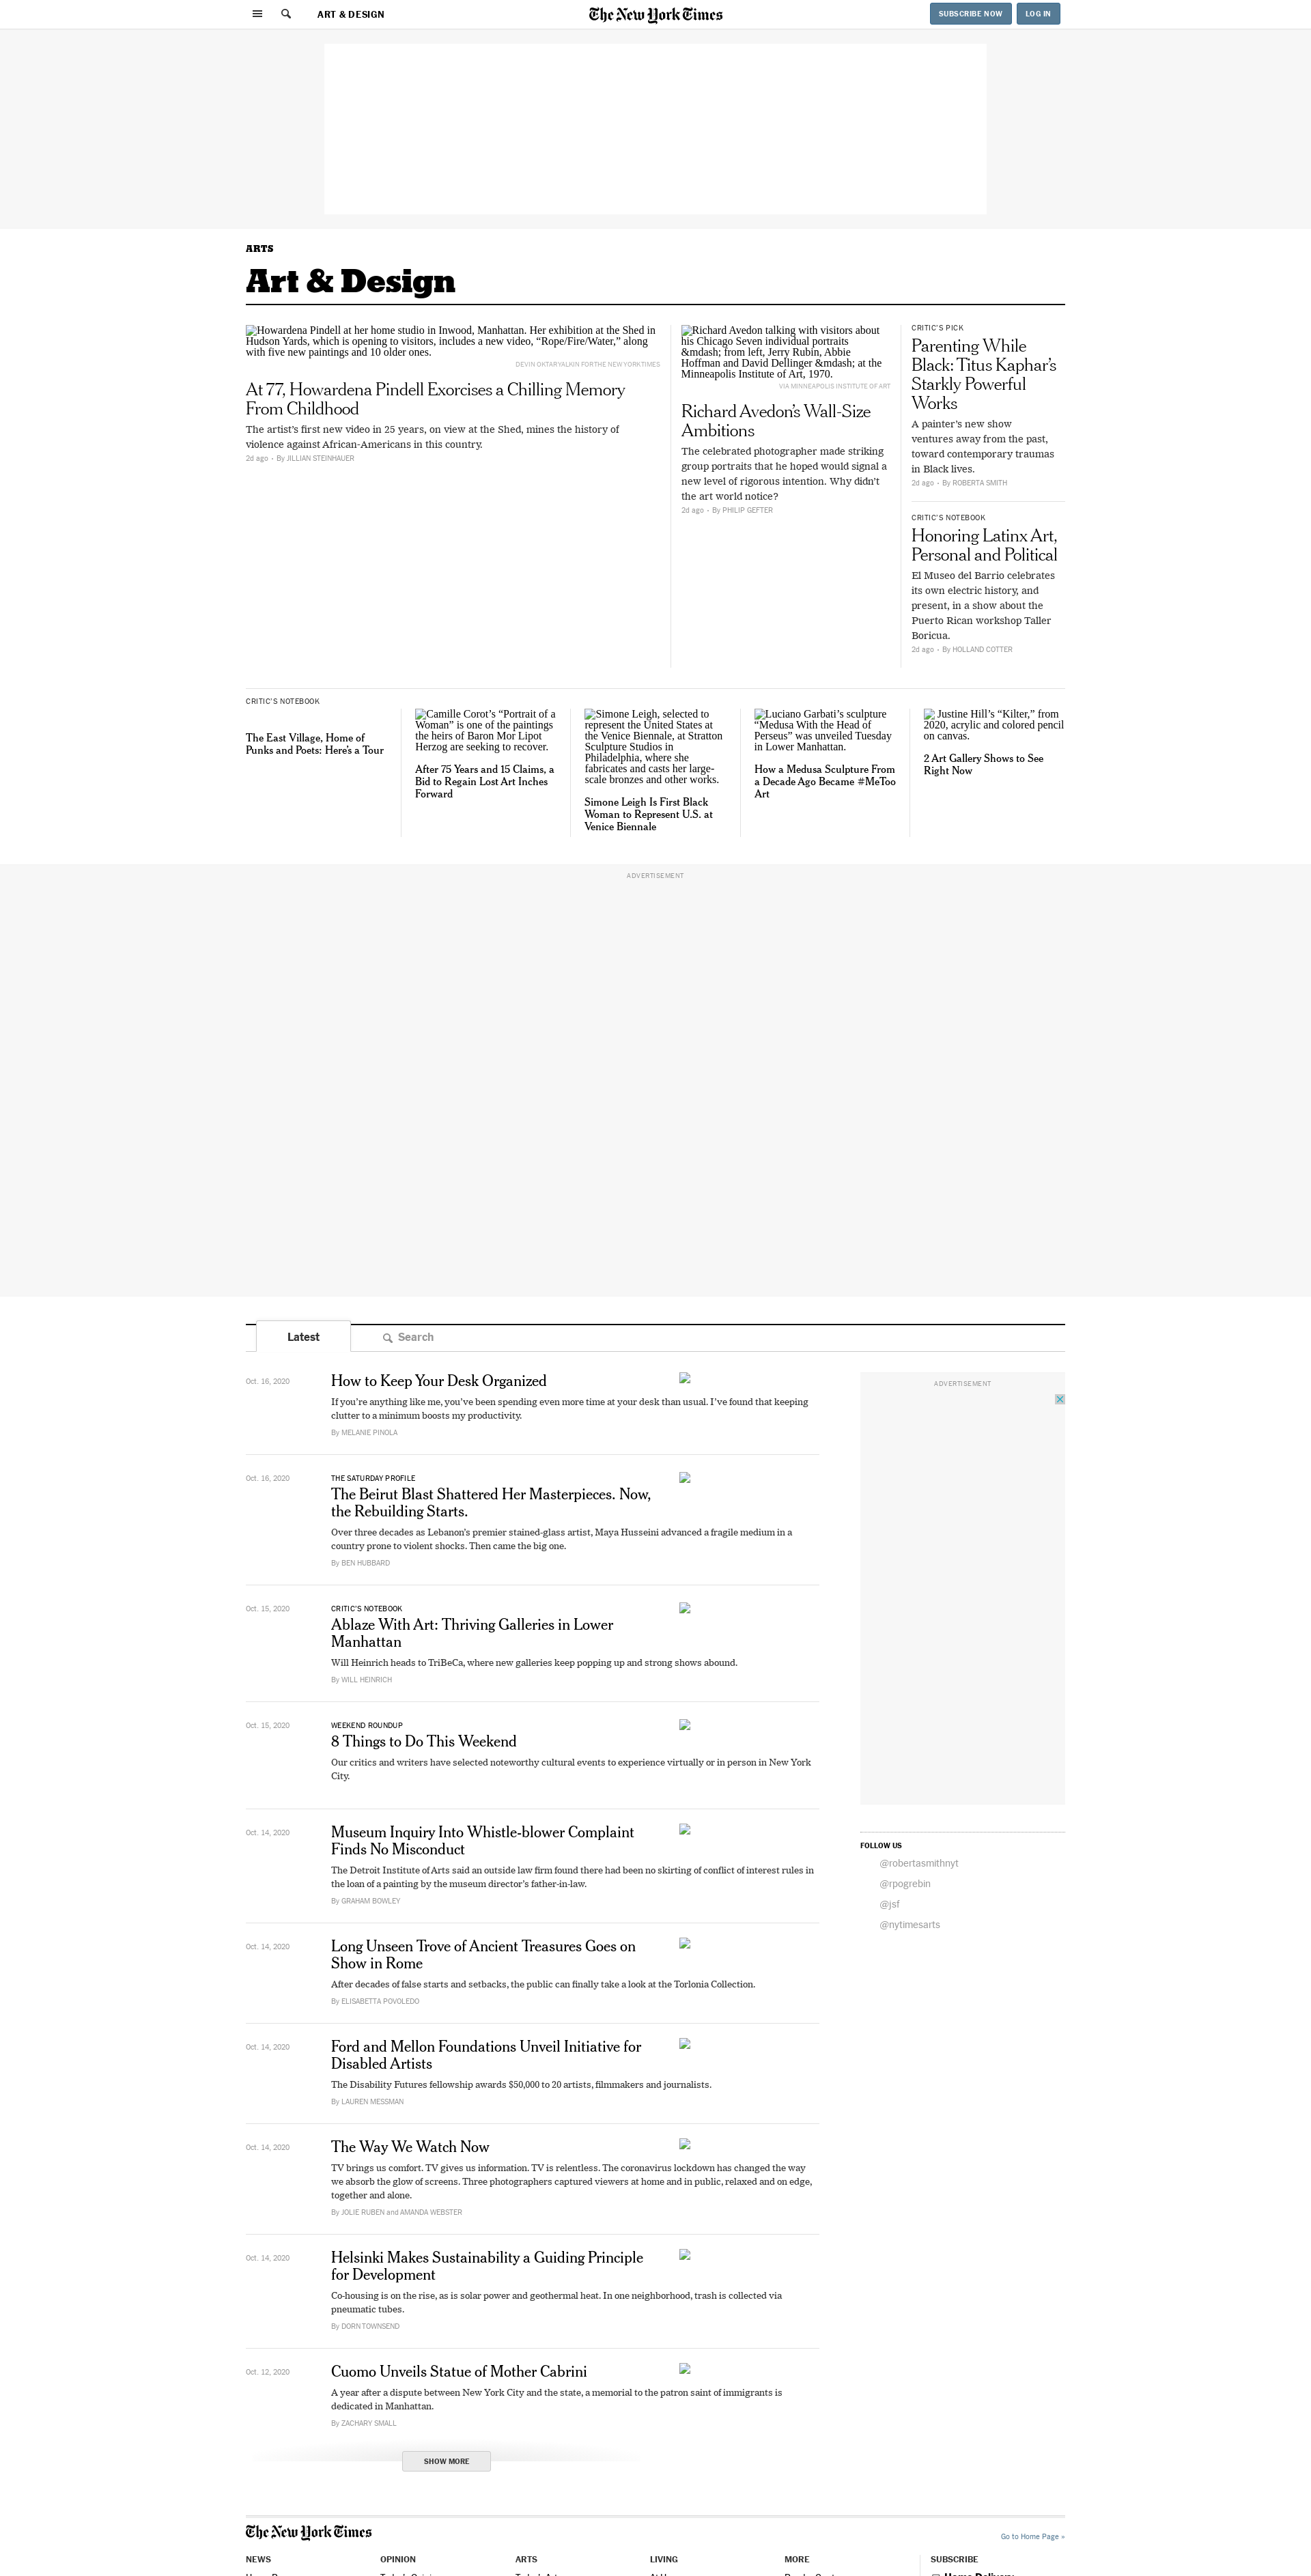 ART & DESIGN
The New York Times
SUBSCRIBE NOW
LOG IN
ARTS
Art & Design
Howardena Pindell at her home studio in Inwood, Manhattan. Her exhibition at the Shed in
Hudson Yards, which is opening to visitors, includes a new video, “Rope/Fire/Water,” along
with five new paintings and 10 older ones.
DEVIN OKTAR YALKIN FOR THE NEW YORK TIMES
At 77, Howardena Pindell Exorcises a Chilling Memory
From Childhood
The artist’s first new video in 25 years, on view at the Shed, mines the history of
violence against African-Americans in this country.
2d ago • By JILLIAN STEINHAUER
Richard Avedon talking with visitors about
his Chicago Seven individual portraits
&mdash; from left, Jerry Rubin, Abbie
Hoffman and David Dellinger &mdash; at the
Minneapolis Institute of Art, 1970.
VIA MINNEAPOLIS INSTITUTE OF ART
Richard Avedon’s Wall-Size
Ambitions
The celebrated photographer made striking
group portraits that he hoped would signal a
new level of rigorous intention. Why didn’t
the art world notice?
2d ago • By PHILIP GEFTER
CRITIC’S PICK
Parenting While
Black: Titus Kaphar’s
Starkly Powerful
Works
A painter’s new show
ventures away from the past,
toward contemporary traumas
in Black lives.
2d ago • By ROBERTA SMITH
CRITIC’S NOTEBOOK
Honoring Latinx Art,
Personal and Political
El Museo del Barrio celebrates
its own electric history, and
present, in a show about the
Puerto Rican workshop Taller
Boricua.
2d ago • By HOLLAND COTTER
CRITIC’S NOTEBOOK
The East Village, Home of
Punks and Poets: Here’s a Tour
Camille Corot’s “Portrait of a
Woman” is one of the paintings
the heirs of Baron Mor Lipot
Herzog are seeking to recover.
After 75 Years and 15 Claims, a
Bid to Regain Lost Art Inches
Forward
Simone Leigh, selected to
represent the United States at
the Venice Biennale, at Stratton
Sculpture Studios in
Philadelphia, where she
fabricates and casts her large-
scale bronzes and other works.
Simone Leigh Is First Black
Woman to Represent U.S. at
Venice Biennale
Luciano Garbati’s sculpture
“Medusa With the Head of
Perseus” was unveiled Tuesday
in Lower Manhattan.
How a Medusa Sculpture From
a Decade Ago Became #MeToo
Art
Justine Hill’s “Kilter,” from
2020, acrylic and colored pencil
on canvas.
2 Art Gallery Shows to See
Right Now
ADVERTISEMENT
Latest
Search
Oct. 16, 2020
How to Keep Your Desk Organized
If you’re anything like me, you’ve been spending even more time at your desk than usual. I’ve found that keeping
clutter to a minimum boosts my productivity.
By MELANIE PINOLA
Oct. 16, 2020
THE SATURDAY PROFILE
The Beirut Blast Shattered Her Masterpieces. Now,
the Rebuilding Starts.
Over three decades as Lebanon’s premier stained-glass artist, Maya Husseini advanced a fragile medium in a
country prone to violent shocks. Then came the big one.
By BEN HUBBARD
Oct. 15, 2020
CRITIC’S NOTEBOOK
Ablaze With Art: Thriving Galleries in Lower
Manhattan
Will Heinrich heads to TriBeCa, where new galleries keep popping up and strong shows abound.
By WILL HEINRICH
Oct. 15, 2020
WEEKEND ROUNDUP
8 Things to Do This Weekend
Our critics and writers have selected noteworthy cultural events to experience virtually or in person in New York
City.
Oct. 14, 2020
Museum Inquiry Into Whistle-blower Complaint
Finds No Misconduct
The Detroit Institute of Arts said an outside law firm found there had been no skirting of conflict of interest rules in
the loan of a painting by the museum director’s father-in-law.
By GRAHAM BOWLEY
Oct. 14, 2020
Long Unseen Trove of Ancient Treasures Goes on
Show in Rome
After decades of false starts and setbacks, the public can finally take a look at the Torlonia Collection.
By ELISABETTA POVOLEDO
Oct. 14, 2020
Ford and Mellon Foundations Unveil Initiative for
Disabled Artists
The Disability Futures fellowship awards $50,000 to 20 artists, filmmakers and journalists.
By LAUREN MESSMAN
Oct. 14, 2020
The Way We Watch Now
TV brings us comfort. TV gives us information. TV is relentless. The coronavirus lockdown has changed the way
we absorb the glow of screens. Three photographers captured viewers at home and in public, relaxed and on edge,
together and alone.
By JOLIE RUBEN and AMANDA WEBSTER
Oct. 14, 2020
Helsinki Makes Sustainability a Guiding Principle
for Development
Co-housing is on the rise, as is solar power and geothermal heat. In one neighborhood, trash is collected via
pneumatic tubes.
By DORN TOWNSEND
Oct. 12, 2020
Cuomo Unveils Statue of Mother Cabrini
A year after a dispute between New York City and the state, a memorial to the patron saint of immigrants is
dedicated in Manhattan.
By ZACHARY SMALL
SHOW MORE
ADVERTISEMENT
FOLLOW US
@robertasmithnyt
@rpogrebin
@jsf
@nytimesarts
The New York Times
Go to Home Page »
NEWS
OPINION
ARTS
LIVING
MORE
SUBSCRIBE